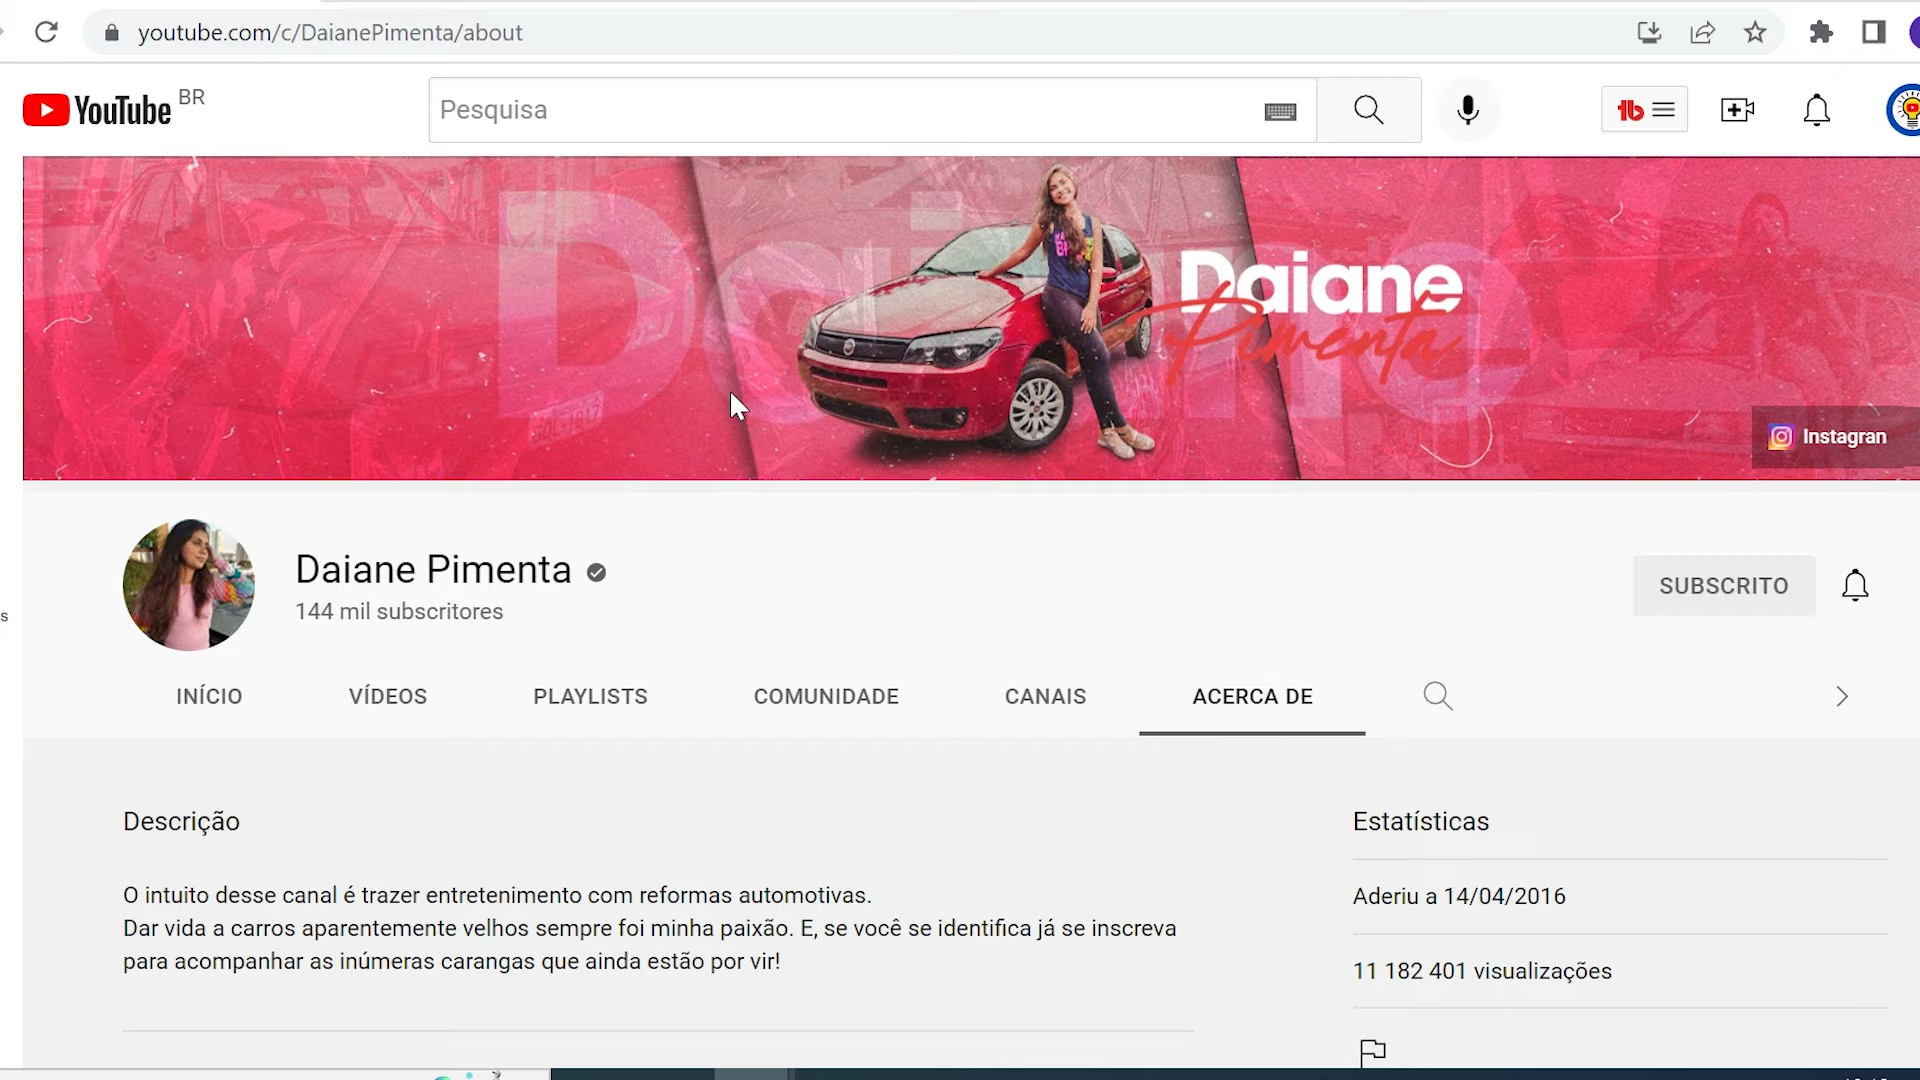 youtube.com/c/DaianePimenta/about
YouTube BR
Pesquisa
Daiane
Daiane
Pimenta
Instagran
Daiane Pimenta
144 mil subscritores
SUBSCRITO
s
INÍCIO VÍDEOS PLAYLISTS COMUNIDADE CANAIS ACERCA DE
Descrição
Estatísticas
O intuito desse canal é trazer entretenimento com reformas automotivas.
Aderiu a 14/04/2016
Dar vida a carros aparentemente velhos sempre foi minha paixão. E, se você se identifica já se inscreva
para acompanhar as inúmeras carangas que ainda estão por vir!
11 182 401 visualizações